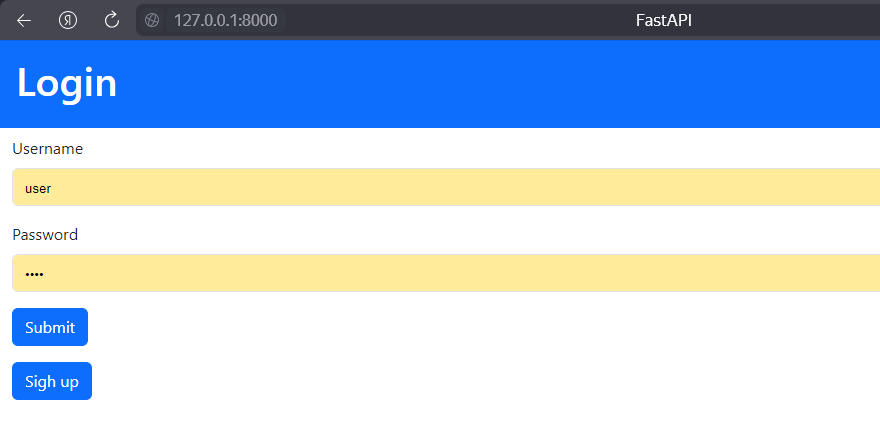 127.0.0.1:8000 FastAPI
Login
Username
user
Password
••••
Submit
Sigh up